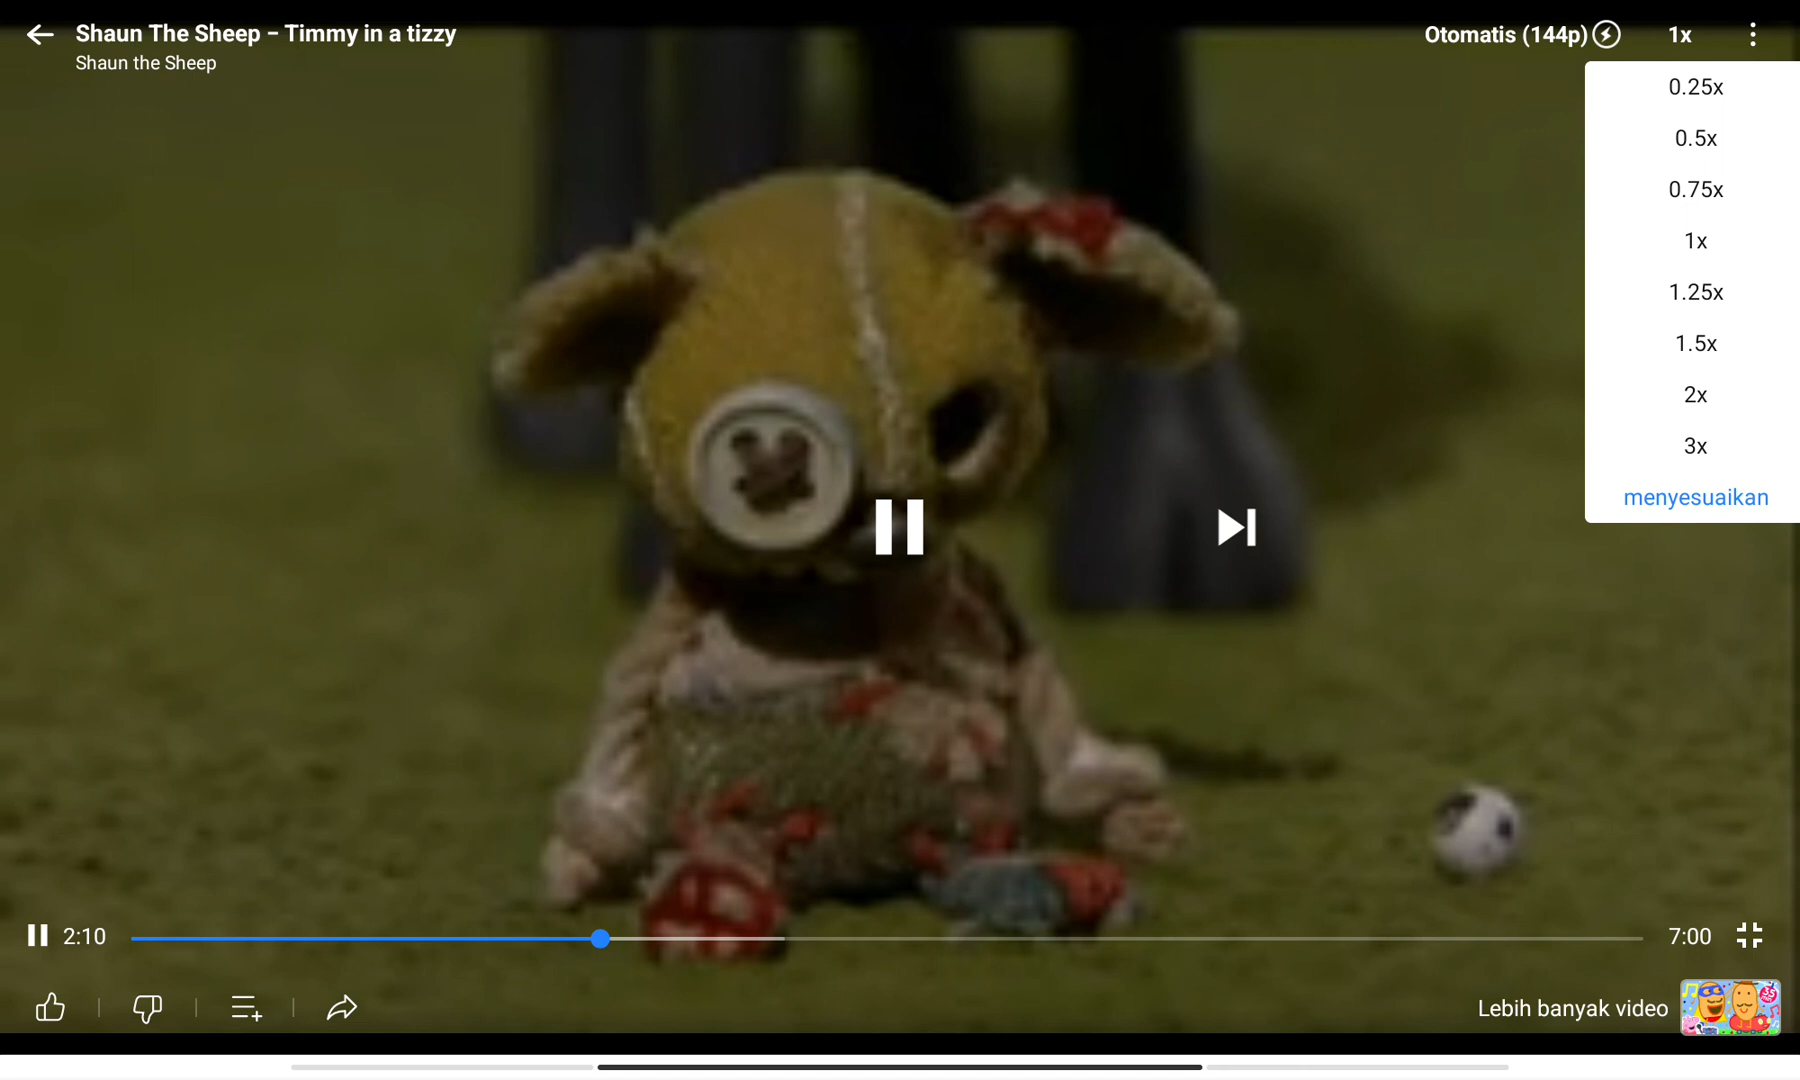 Shaun The Sheep – Timmy in a tizzy
Shaun the Sheep
Otomatis (144p)
1x
0.25x
0.5x
0.75x
1x
1.25x
1.5x
2x
3x
menyesuaikan
2:10
7:00
Lebih banyak video